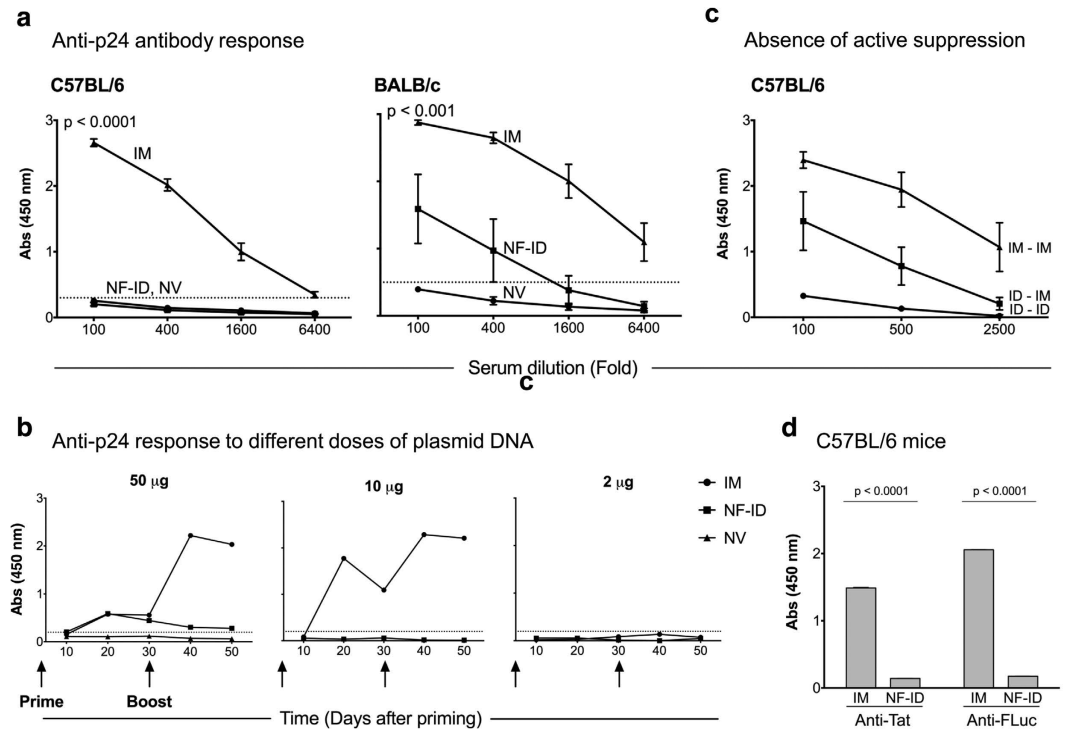 a
Anti-p24 antibody response
C57BL/6
p < 0.0001
IM
NF-ID, NV
Abs (450 nm)
3
2
1
0
100 400 1600 6400
BALB/c
p < 0.001
IM
NF-ID
NV
100 400 1600 6400
c
Absence of active suppression
C57BL/6
Abs (450 nm)
3
2
1
0
IM - IM
ID - IM
ID - ID
100 500 2500
Serum dilution (Fold)
c
b
Anti-p24 response to different doses of plasmid DNA
50 µg
Abs (450 nm)
3
2
1
0
10 20 30 40 50
Prime
Boost
10 µg
10 20 30 40 50
2 µg
10 20 30 40 50
IM
NF-ID
NV
Time (Days after priming)
d
C57BL/6 mice
Abs (450 nm)
3
2
1
0
p < 0.0001
p < 0.0001
IM NF-ID
IM NF-ID
Anti-Tat
Anti-FLuc